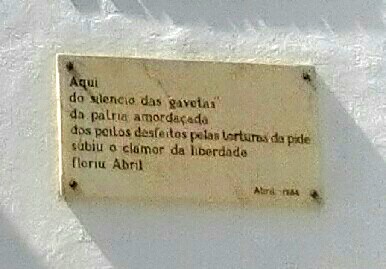 Aqui
do silencio das "gavetas"
da patria amordaçada
dos peitos desfeitos pelas torturas da pide
subiu o clamor da liberdade
floriu Abril
Abril -1984